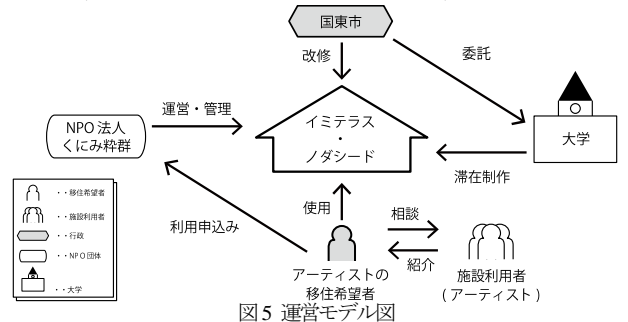 国東市
改修
委託
運営・管理
NPO 法人
くにみ粋群
イミテラス
・
ノダシード
大学
滞在制作
使用
利用申込み
相談
紹介
アーティストの
移住希望者
施設利用者
( アーティスト )
・・移住希望者
・・施設利用者
・・行政
・・NPO団体
・・大学
図5 運営モデル図